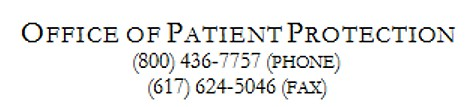 OFFICE OF PATIENT PROTECTION
(800) 436-7757 (PHONE)
(617) 624-5046 (FAX)